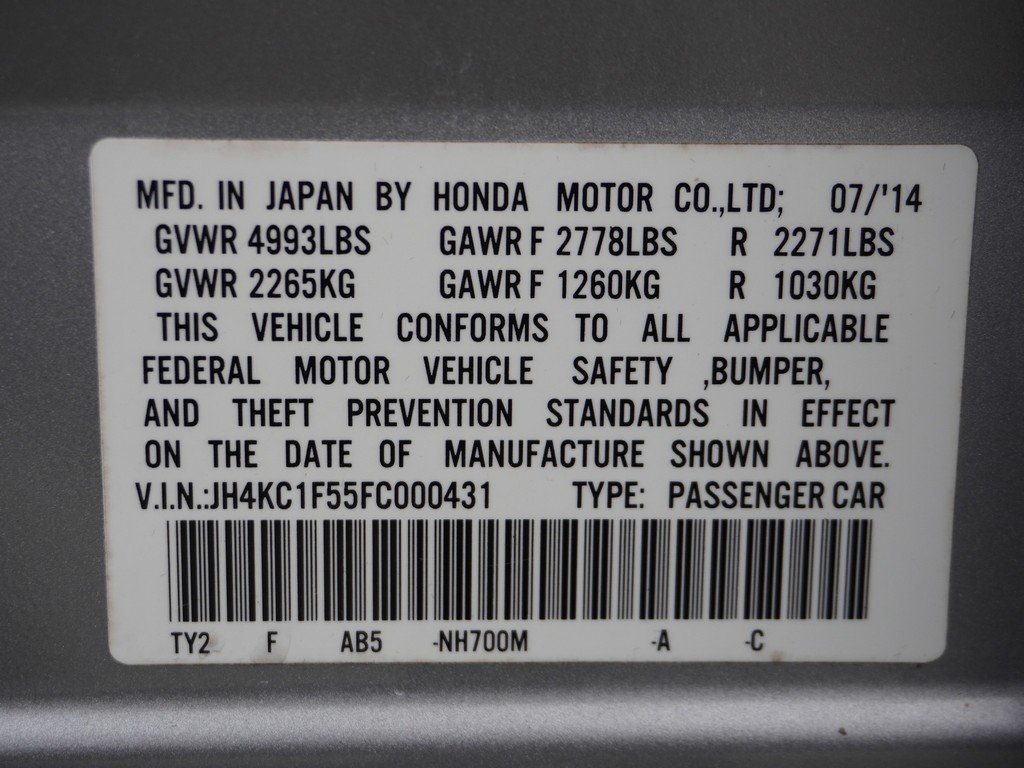 MFD. IN JAPAN BY HONDA MOTOR CO.,LTD; 07/'14
GVWR 4993LBS GAWR F 2778LBS R 2271LBS
GVWR 2265KG GAWR F 1260KG R 1030KG
THIS VEHICLE CONFORMS TO ALL APPLICABLE
FEDERAL MOTOR VEHICLE SAFETY ,BUMPER,
AND THEFT PREVENTION STANDARDS IN EFFECT
ON THE DATE OF MANUFACTURE SHOWN ABOVE.
V.I.N.:JH4KC1F55FC000431 TYPE: PASSENGER CAR
TY2 F AB5 -NH700M -A -C